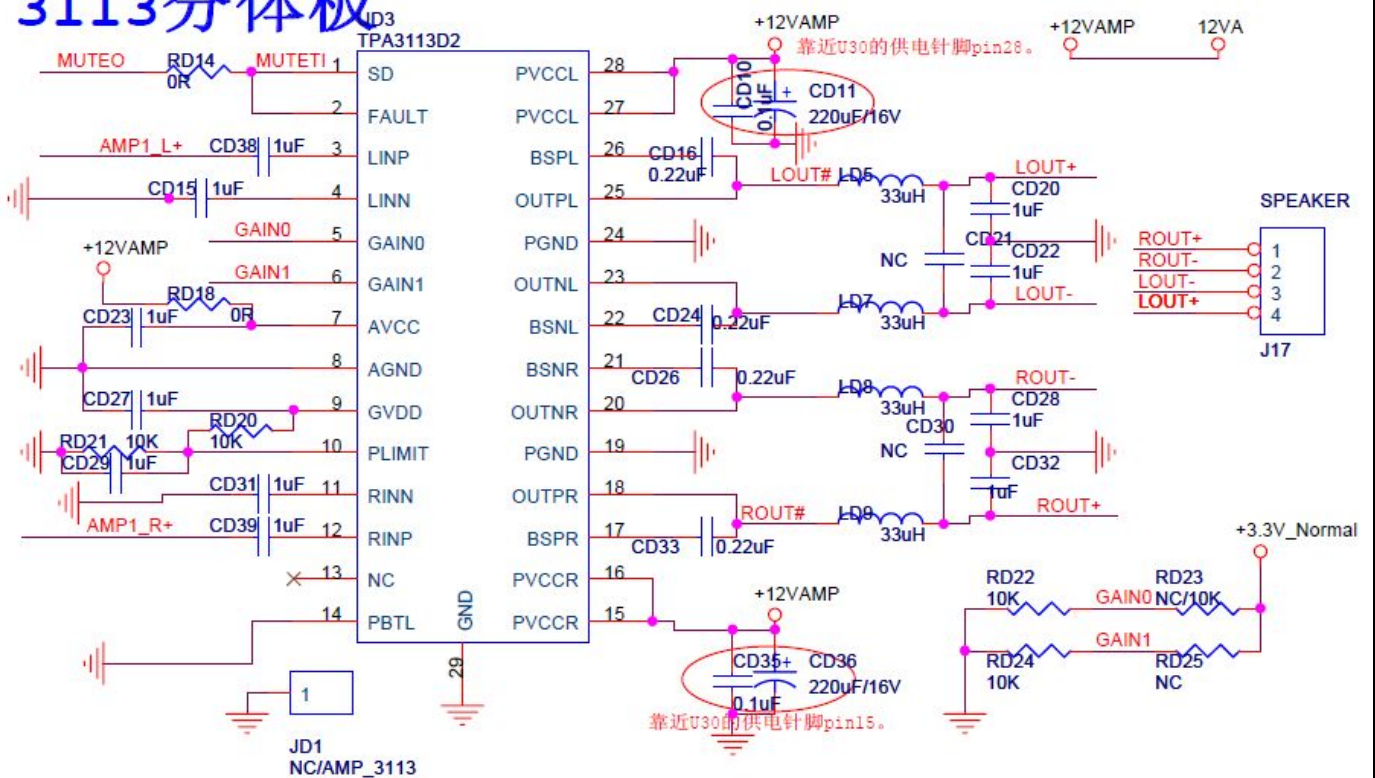 3113分体板
JD3
TPA3113D2
MUTEO
RD14
0R
MUTETI
1
SD
2
FAULT
AMP1_L+
CD38
1uF
3
LINP
CD15
1uF
4
LINN
GAIN0
5
GAIN0
+12VAMP
GAIN1
6
GAIN1
RD18
0R
CD23
1uF
7
AVCC
8
AGND
CD27
1uF
9
GVDD
RD20
10K
RD21
10K
10
PLIMIT
CD29
1uF
CD31
1uF
11
RINN
AMP1_R+
CD39
1uF
12
RINP
13
NC
14
PBTL
GND
29
1
JD1
NC/AMP_3113
PVCCL
28
PVCCL
27
BSPL
26
OUTPL
25
PGND
24
OUTNL
23
BSNL
22
BSNR
21
OUTNR
20
PGND
19
OUTPR
18
BSPR
17
PVCCR
16
PVCCR
15
+12VAMP
靠近U30的供电针脚pin28。
CD10
0.1uF
+
CD11
220uF/16V
+12VAMP
12VA
CD16
0.22uF
LOUT#
LD5
33uH
LOUT+
CD20
1uF
CD21
NC
CD22
1uF
LOUT-
CD24
0.22uF
LD7
33uH
CD26
0.22uF
LD8
33uH
ROUT-
CD28
1uF
CD30
NC
CD32
1uF
ROUT+
ROUT#
LD9
33uH
CD33
0.22uF
SPEAKER
ROUT+
1
ROUT-
2
LOUT-
3
LOUT+
4
J17
+12VAMP
CD35
+
CD36
220uF/16V
0.1uF
靠近U30的供电针脚pin15。
+3.3V_Normal
RD22
10K
GAIN0
RD23
NC/10K
GAIN1
RD24
10K
RD25
NC